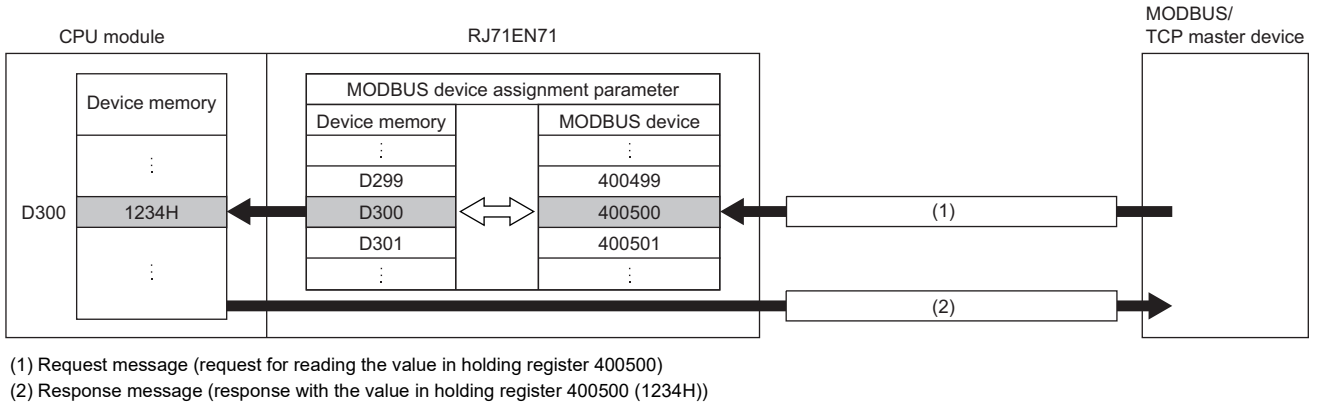 MODBUS/
TCP master device
CPU module
RJ71EN71
MODBUS device assignment parameter
Device memory
Device memory
MODBUS device
⋮
⋮
⋮
D299
400499
D300
1234H
D300
400500
(1)
D301
400501
⋮
⋮
⋮
(2)
(1) Request message (request for reading the value in holding register 400500)
(2) Response message (response with the value in holding register 400500 (1234H))